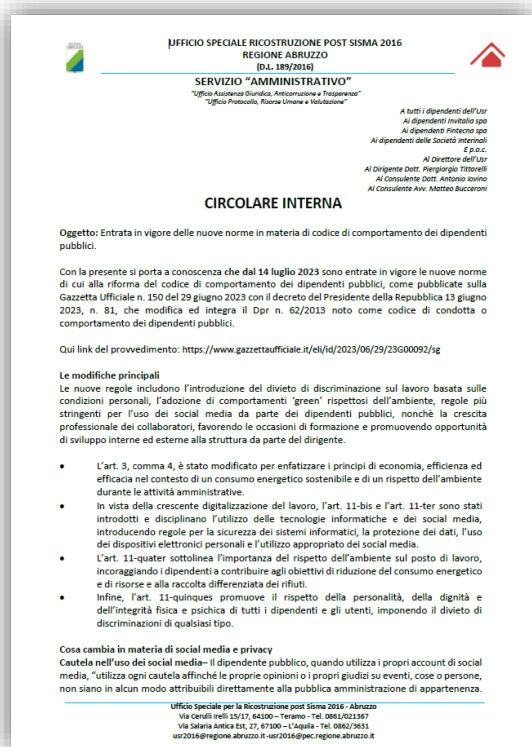 UFFICIO SPECIALE RICOSTRUZIONE POST SISMA 2016
REGIONE ABRUZZO
(D.L. 189/2016)
SERVIZIO "AMMINISTRATIVO"
"Ufficio Assistenza Giuridica, Anticorruzione e Trasparenza"
"Ufficio Protocollo, Risorse Umane e Valutazione"
A tutti i dipendenti dell'Usr
Ai dipendenti Invitalia spa
Ai dipendenti Fintecna spa
Ai dipendenti delle Società interinali
E p.o.c.
Al Direttore dell'Usr
Al Dirigente Dott. Piergiorgio Tittarelli
Al Consulente Dott. Antonio Iovino
Al Consulente Avv. Matteo Bucceroni
CIRCOLARE INTERNA
Oggetto: Entrata in vigore delle nuove norme in materia di codice di comportamento dei dipendenti
pubblici.
Con la presente si porta a conoscenza che dal 14 luglio 2023 sono entrate in vigore le nuove norme
di cui alla riforma del codice di comportamento dei dipendenti pubblici, come pubblicate sulla
Gazzetta Ufficiale n. 150 del 29 giugno 2023 con il decreto del Presidente della Repubblica 13 giugno
2023, n. 81, che modifica ed integra il Dpr n. 62/2013 noto come codice di condotta o
comportamento dei dipendenti pubblici.
Qui link del provvedimento: https://www.gazzettaufficiale.it/eli/id/2023/06/29/23G00092/sg
Le modifiche principali
Le nuove regole includono l'introduzione del divieto di discriminazione sul lavoro basata sulle
condizioni personali, l'adozione di comportamenti 'green' rispettosi dell'ambiente, regole più
stringenti per l'uso dei social media da parte dei dipendenti pubblici, nonchè la crescita
professionale dei collaboratori, favorendo le occasioni di formazione e promuovendo opportunità
di sviluppo interne ed esterne alla struttura da parte del dirigente.
• L'art. 3, comma 4, è stato modificato per enfatizzare i principi di economia, efficienza ed
efficacia nel contesto di un consumo energetico sostenibile e di un rispetto dell'ambiente
durante le attività amministrative.
• In vista della crescente digitalizzazione del lavoro, l'art. 11-bis e l'art. 11-ter sono stati
introdotti e disciplinano l'utilizzo delle tecnologie informatiche e dei social media,
introducendo regole per la sicurezza dei sistemi informatici, la protezione dei dati, l'uso
dei dispositivi elettronici personali e l'utilizzo appropriato dei social media.
• L'art. 11-quater sottolinea l'importanza del rispetto dell'ambiente sul posto di lavoro,
incoraggiando i dipendenti a contribuire agli obiettivi di riduzione del consumo energetico
e di risorse e alla raccolta differenziata dei rifiuti.
• Infine, l'art. 11-quinques promuove il rispetto della personalità, della dignità e
dell'integrità fisica e psichica di tutti i dipendenti e gli utenti, imponendo il divieto di
discriminazioni di qualsiasi tipo.
Cosa cambia in materia di social media e privacy
Cautela nell'uso dei social media– Il dipendente pubblico, quando utilizza i propri account di social
media, "utilizza ogni cautela affinché le proprie opinioni o i propri giudizi su eventi, cose o persone,
non siano in alcun modo attribuibili direttamente alla pubblica amministrazione di appartenenza.
Ufficio Speciale per la Ricostruzione post Sisma 2016 - Abruzzo
Via Cerulli Irelli 15/17, 64100 – Teramo - Tel. 0861/021367
Via Salaria Antica Est, 27, 67100 – L'Aquila - Tel. 0862/3631
usr2016@regione.abruzzo.it -usr2016@pec.regione.abruzzo.it